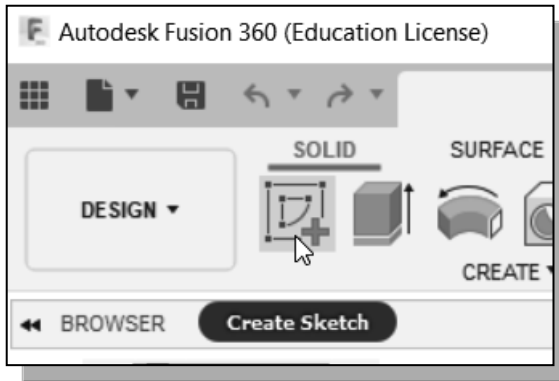 Autodesk Fusion 360 (Education License)
SOLID SURFACE
DESIGN
CREATE
BROWSER Create Sketch